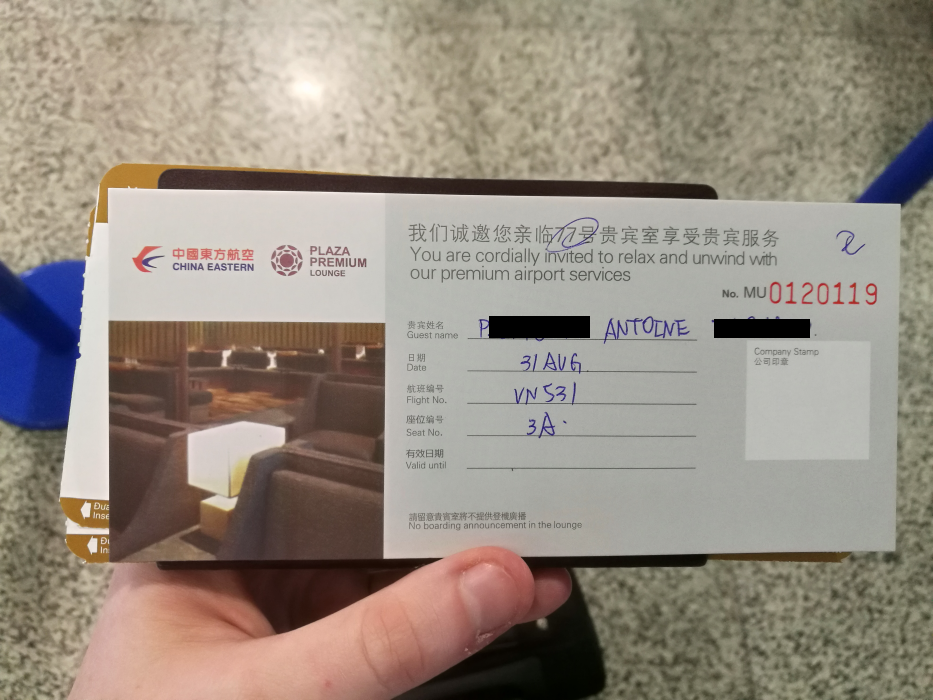 中國東方航空
CHINA EASTERN
PLAZA
PREMIUM
LOUNGE
我们诚邀您亲临77号贵宾室享受贵宾服务
You are cordially invited to relax and unwind with
our premium airport services
No. MU0120119
贵宾姓名
Guest name P ANTOINE
日期
Date 31 AUG
航班编号
Flight No. VN531
座位编号
Seat No. 3A
有效日期
Valid until
Company Stamp
公司印章
請留意貴賓室將不提供登機廣播
No boarding announcement in the lounge